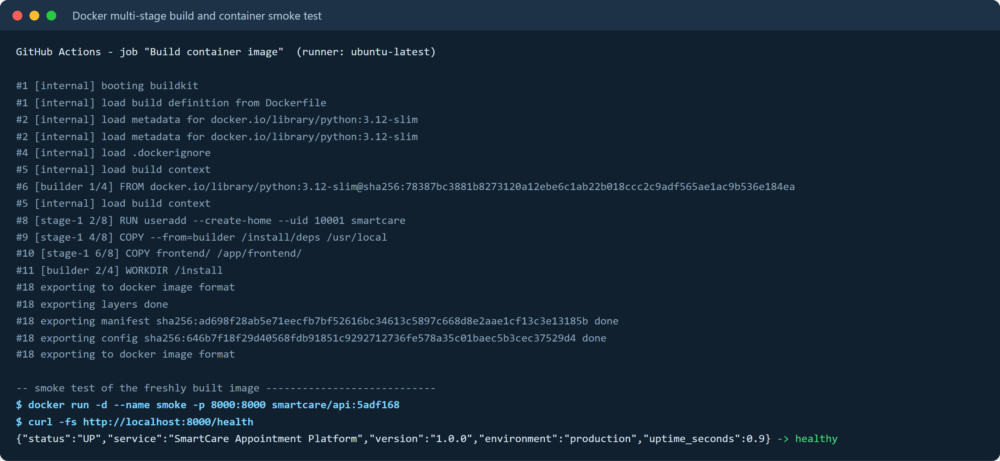 Docker multi-stage build and container smoke test
GitHub Actions - job "Build container image"  (runner: ubuntu-latest)
#1 [internal] booting buildkit
#1 [internal] load build definition from Dockerfile
#2 [internal] load metadata for docker.io/library/python:3.12-slim
#2 [internal] load metadata for docker.io/library/python:3.12-slim
#4 [internal] load .dockerignore
#5 [internal] load build context
#6 [builder 1/4] FROM docker.io/library/python:3.12-slim@sha256:78387bc3881b8273120a12ebe6c1ab22b018ccc2c9adf565ae1ac9b536e184ea
#5 [internal] load build context
#8 [stage-1 2/8] RUN useradd --create-home --uid 10001 smartcare
#9 [stage-1 4/8] COPY --from=builder /install/deps /usr/local
#10 [stage-1 6/8] COPY frontend/ /app/frontend/
#11 [builder 2/4] WORKDIR /install
#18 exporting to docker image format
#18 exporting layers done
#18 exporting manifest sha256:ad698f28ab5e71eecfb7bf52616bc34613c5897c668d8e2aae1cf13c3e13185b done
#18 exporting config sha256:646b7f18f29d40568fdb91851c9292712736fe578a35c01baec5b3cec37529d4 done
#18 exporting to docker image format
-- smoke test of the freshly built image ----------------------------
$ docker run -d --name smoke -p 8000:8000 smartcare/api:5adf168
$ curl -fs http://localhost:8000/health
{"status":"UP","service":"SmartCare Appointment Platform","version":"1.0.0","environment":"production","uptime_seconds":0.9} -> healthy